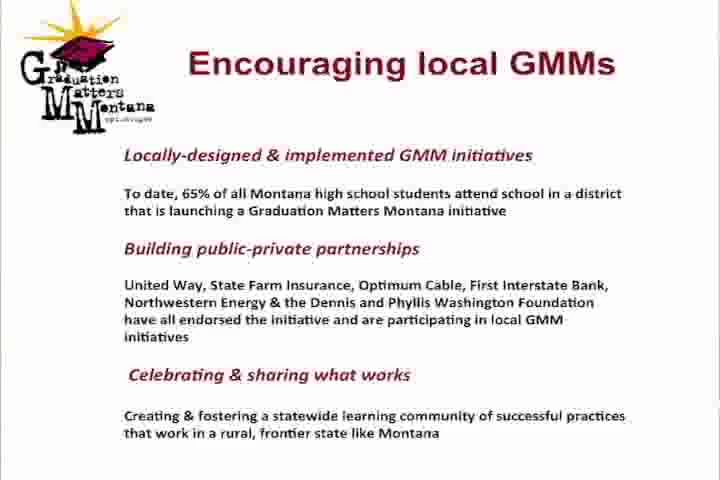 Graduation
Matters
Montana
Encouraging local GMMs
Locally-designed & implemented GMM initiatives
To date, 65% of all Montana high school students attend school in a district
that is launching a Graduation Matters Montana initiative
Building public-private partnerships
United Way, State Farm Insurance, Optimum Cable, First Interstate Bank,
Northwestern Energy & the Dennis and Phyllis Washington Foundation
have all endorsed the initiative and are participating in local GMM
initiatives
Celebrating & sharing what works
Creating & fostering a statewide learning community of successful practices
that work in a rural, frontier state like Montana